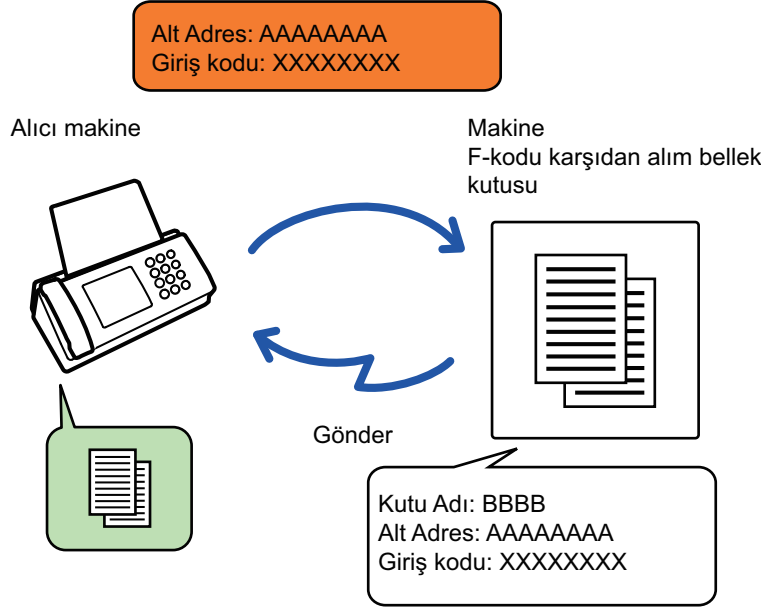 Alt Adres: AAAAAAAA
Giriş kodu: XXXXXXXX
Alıcı makine
Makine
F-kodu karşıdan alım bellek
kutusu
Gönder
Kutu Adı: BBBB
Alt Adres: AAAAAAAA
Giriş kodu: XXXXXXXX